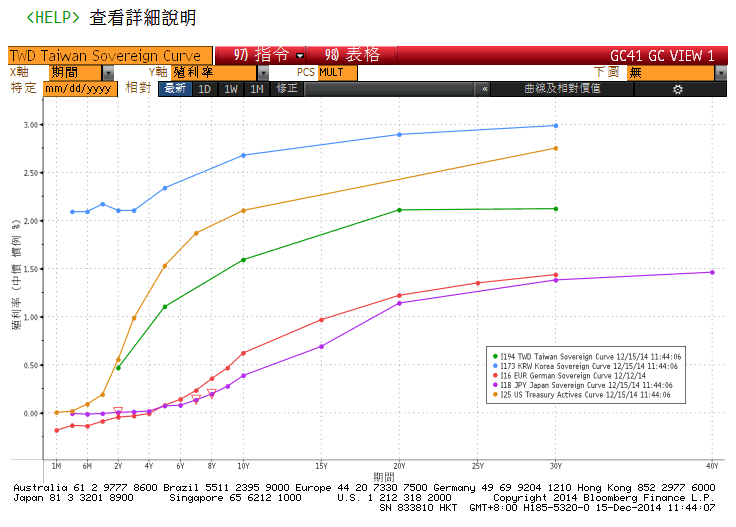 <HELP> 查看詳細說明
TWD Taiwan Sovereign Curve 97) 指令 98) 表格 GC41 GC VIEW 1
X軸 期間 Y軸 殖利率 PCS MULT 下圖 無
特定 mm/dd/yyyy 相對 最新 1D 1W 1M 修正 « 曲線及相對價值
3.00
2.50
2.00
1.50
1.00
0.50
0.00
殖利率 (中價 慣例 %)
I194 TWD Taiwan Sovereign Curve 12/15/14 11:44:06
I173 KRW Korea Sovereign Curve 12/15/14 11:44:06
I16 EUR German Sovereign Curve 12/12/14
I18 JPY Japan Sovereign Curve 12/15/14 11:44:06
I25 US Treasury Actives Curve 12/15/14 11:44:06
1M 6M 2Y 4Y 6Y 8Y 10Y 15Y 20Y 25Y 30Y 40Y
期間
Australia 61 2 9777 8600 Brazil 5511 2395 9000 Europe 44 20 7330 7500 Germany 49 69 9204 1210 Hong Kong 852 2977 6000
Japan 81 3 3201 8900 Singapore 65 6212 1000 U.S. 1 212 318 2000 Copyright 2014 Bloomberg Finance L.P.
SN 833810 HKT GMT+8:00 H185-5320-0 15-Dec-2014 11:44:07